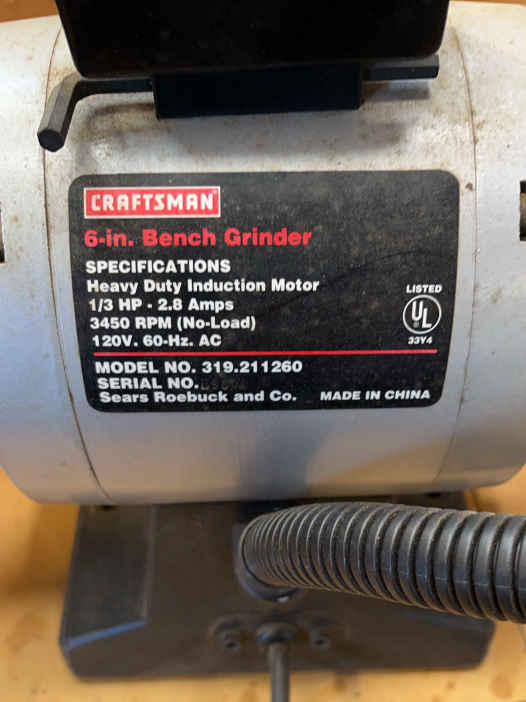 CRAFTSMAN
6-in. Bench Grinder
SPECIFICATIONS
Heavy Duty Induction Motor
1/3 HP - 2.8 Amps
3450 RPM (No-Load)
120V. 60-Hz. AC
LISTED
UL
33Y4
MODEL NO. 319.211260
SERIAL NO.
Sears Roebuck and Co. MADE IN CHINA